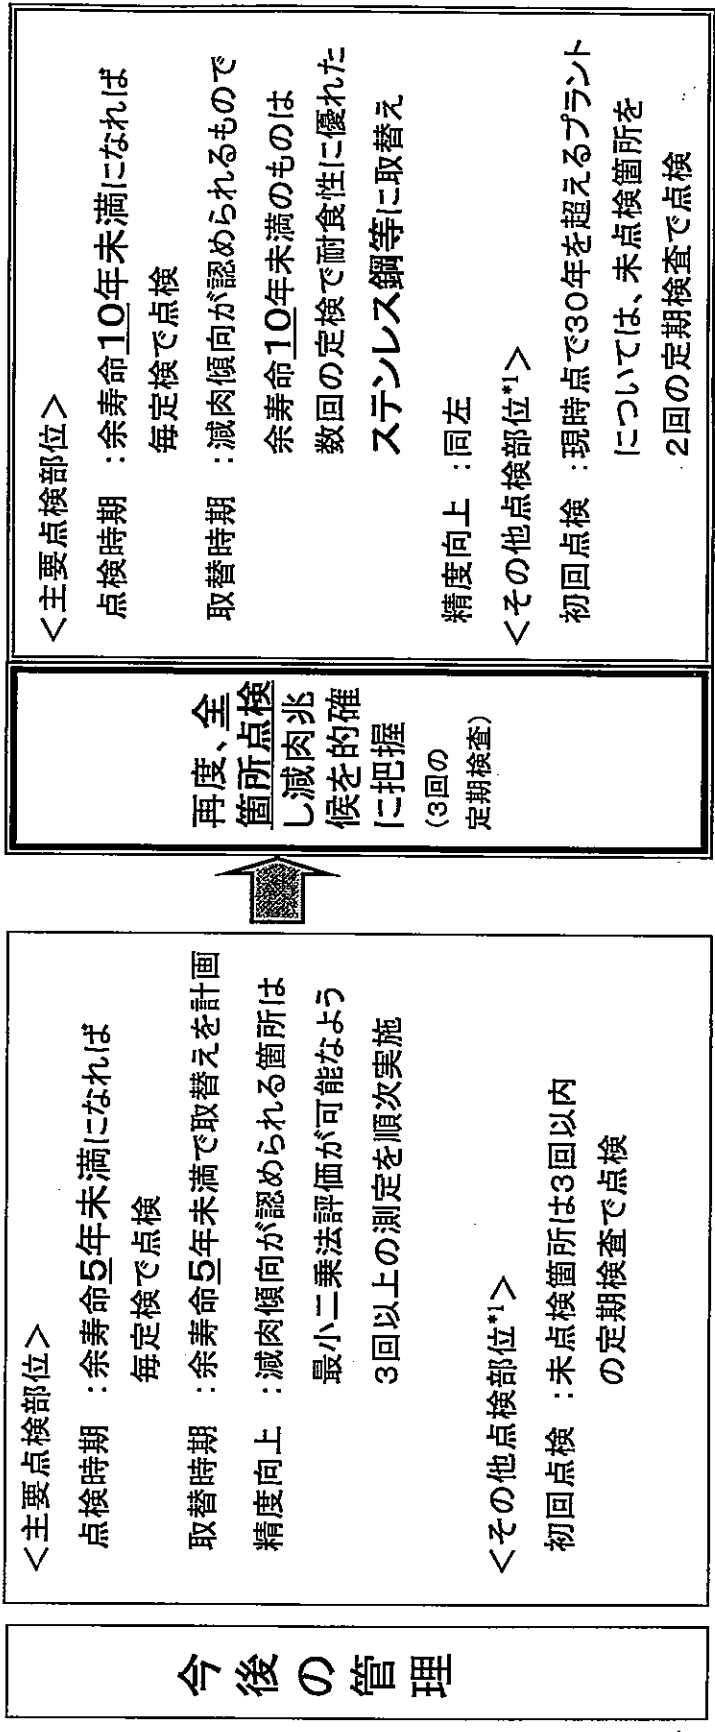 今後の管理
＜主要点検部位＞
点検時期　：余寿命5年未満になれば
毎定検で点検
取替時期　：余寿命5年未満で取替えを計画
精度向上　：減肉傾向が認められる箇所は
最小二乗法評価が可能なよう
3回以上の測定を順次実施
＜その他点検部位*1＞
初回点検　：未点検箇所は3回以内
の定期検査で点検
再度、全
箇所点検
し減肉兆
候を的確
に把握
（3回の
定期検査）
＜主要点検部位＞
点検時期　：余寿命10年未満になれば
毎定検で点検
取替時期　：減肉傾向が認められるもので
余寿命10年未満のものは
数回の定検で耐食性に優れた
ステンレス鋼等に取替え
精度向上　：同左
＜その他点検部位*1＞
初回点検　：現時点で30年を超えるプラント
については、未点検箇所を
2回の定期検査で点検